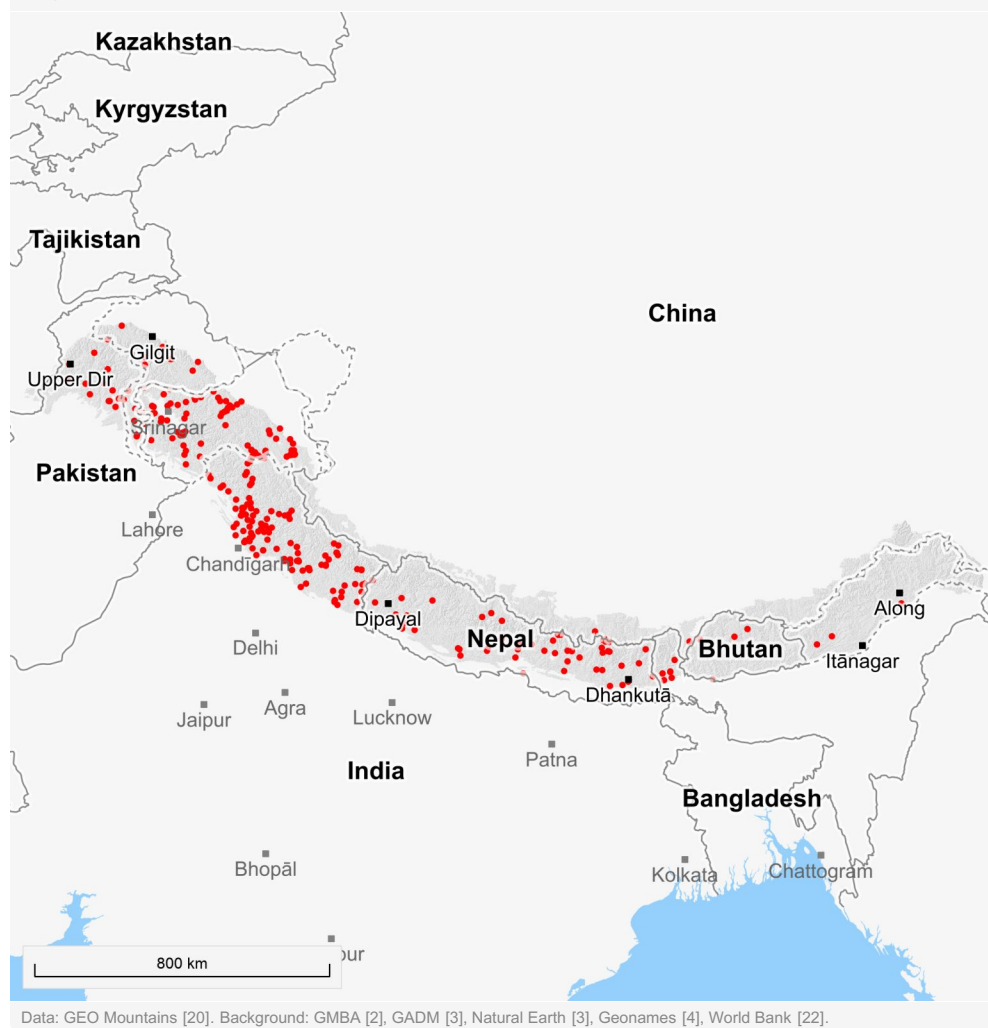 Kazakhstan
Kyrgyzstan
Tajikistan
China
Gilgit
Upper Dir
Srinagar
Pakistan
Lahore
Chandīgarh
Along
Dipayal
Nepal
Bhutan
Delhi
Itānagar
Dhankutā
Jaipur
Agra
Lucknow
Patna
India
Bangladesh
Bhopāl
Kolkata
Chattogram
pur
800 km
Data: GEO Mountains [20]. Background: GMBA [2], GADM [3], Natural Earth [3], Geonames [4], World Bank [22].